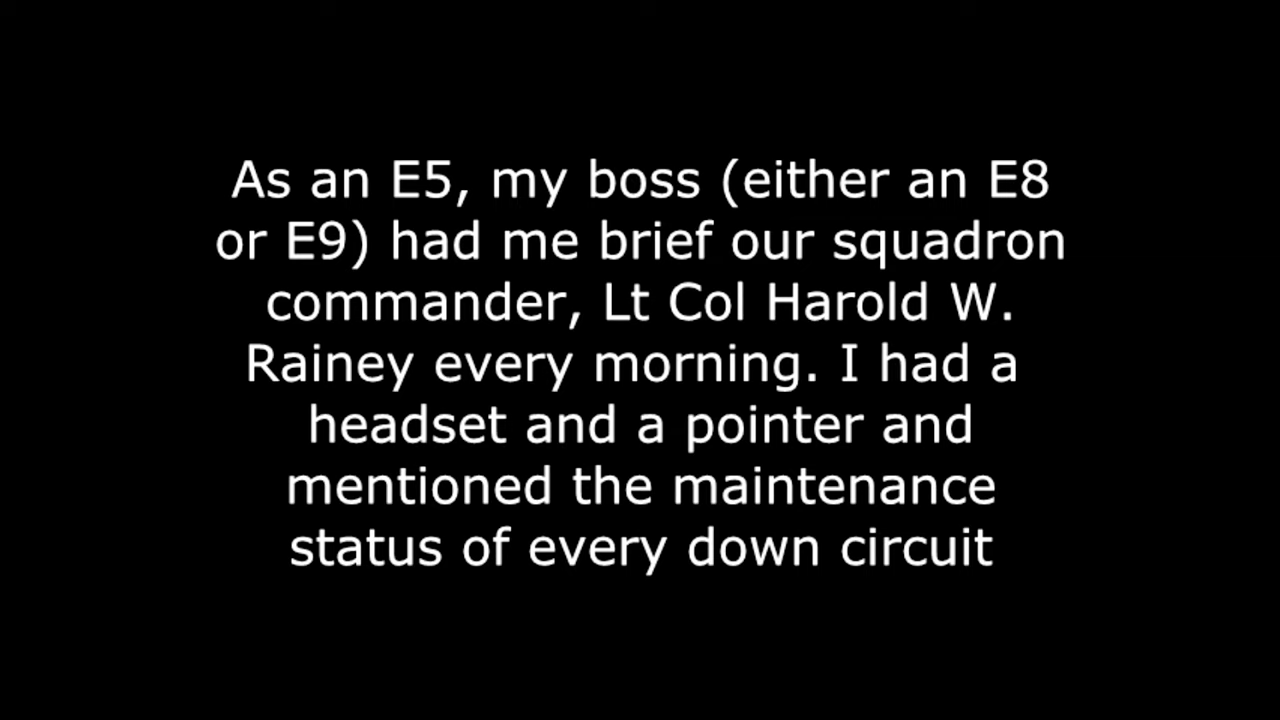 As an E5, my boss (either an E8
or E9) had me brief our squadron
commander, Lt Col Harold W.
Rainey every morning. I had a
headset and a pointer and
mentioned the maintenance
status of every down circuit